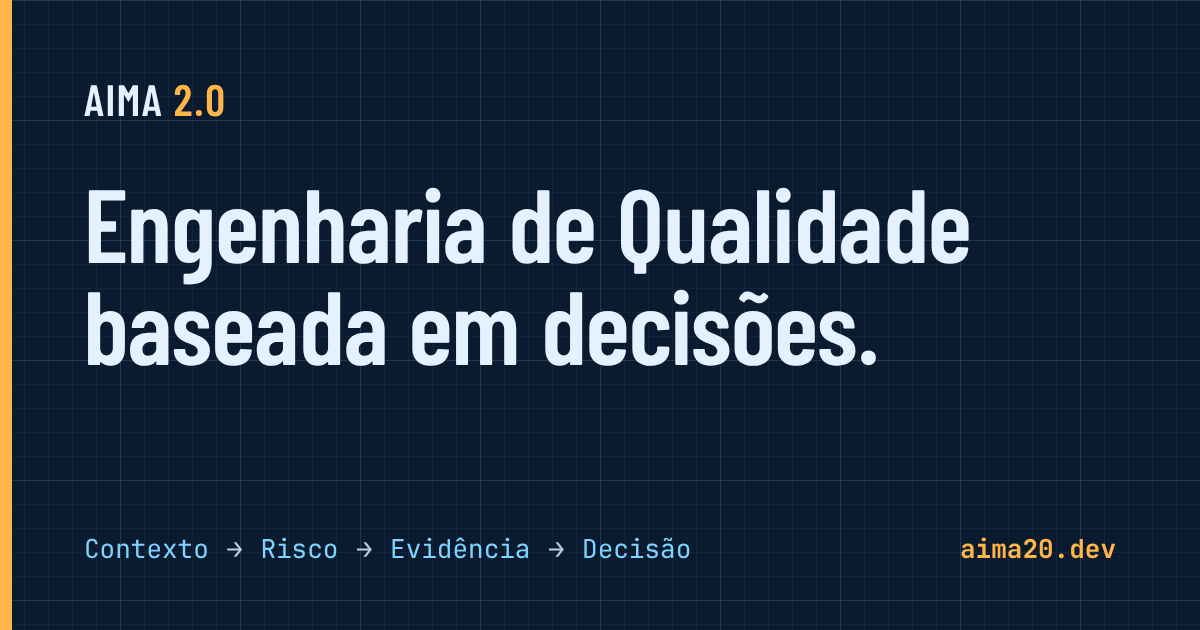 AIMA 2.0
Engenharia de Qualidade
baseada em decisões.
Contexto → Risco → Evidência → Decisão
aima20.dev